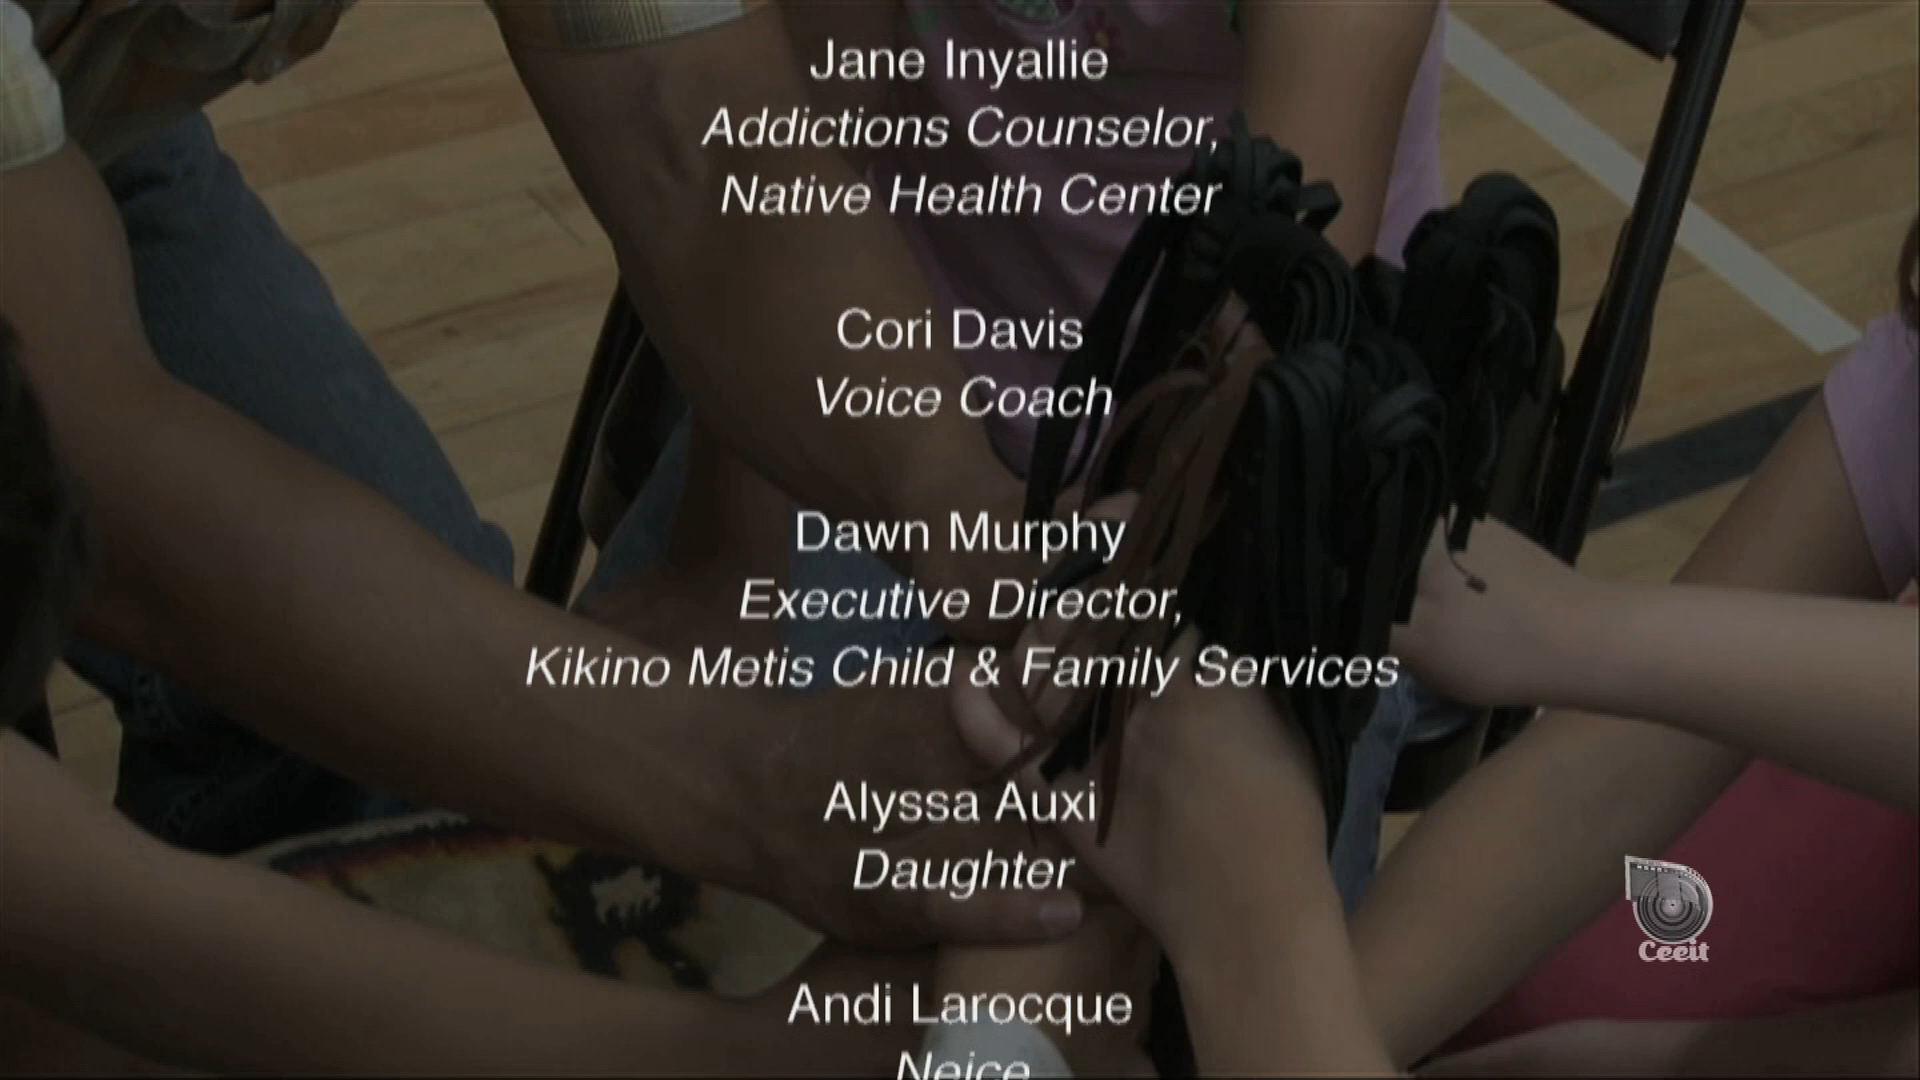 Jane Inyallie
Addictions Counselor,
Native Health Center
Cori Davis
Voice Coach
Dawn Murphy
Executive Director,
Kikino Metis Child & Family Services
Alyssa Auxi
Daughter
Andi Larocque
Neice
Ceeit